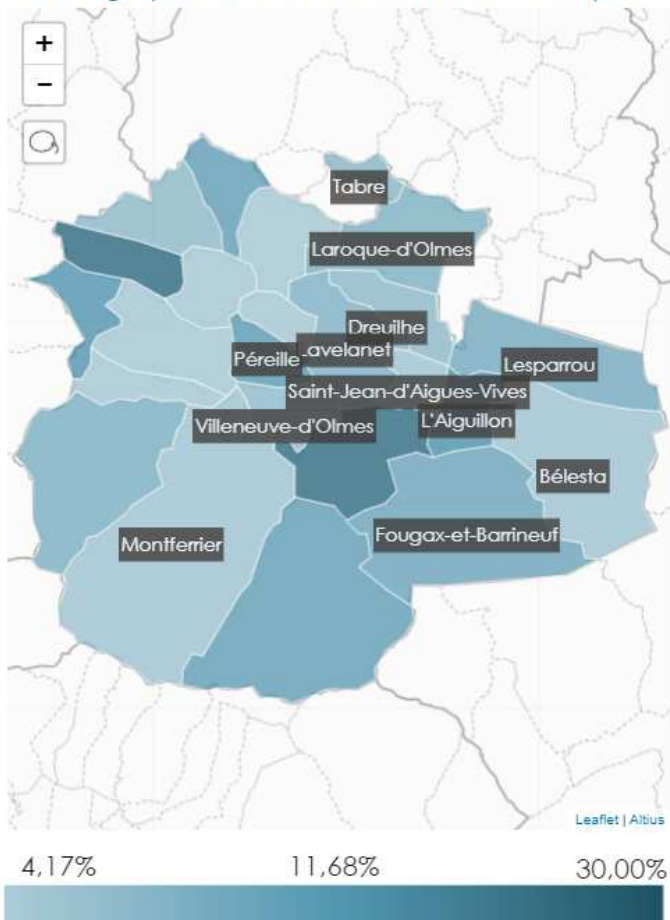 +
−
Tabre
Laroque-d'Olmes
Dreuilhe
avelanet
Péreille
Lesparrou
Saint-Jean-d'Aigues-Vives
Villeneuve-d'Olmes
L'Aiguillon
Bélesta
Fougax-et-Barrineuf
Montferrier
Leaflet | Altius
4,17%
11,68%
30,00%